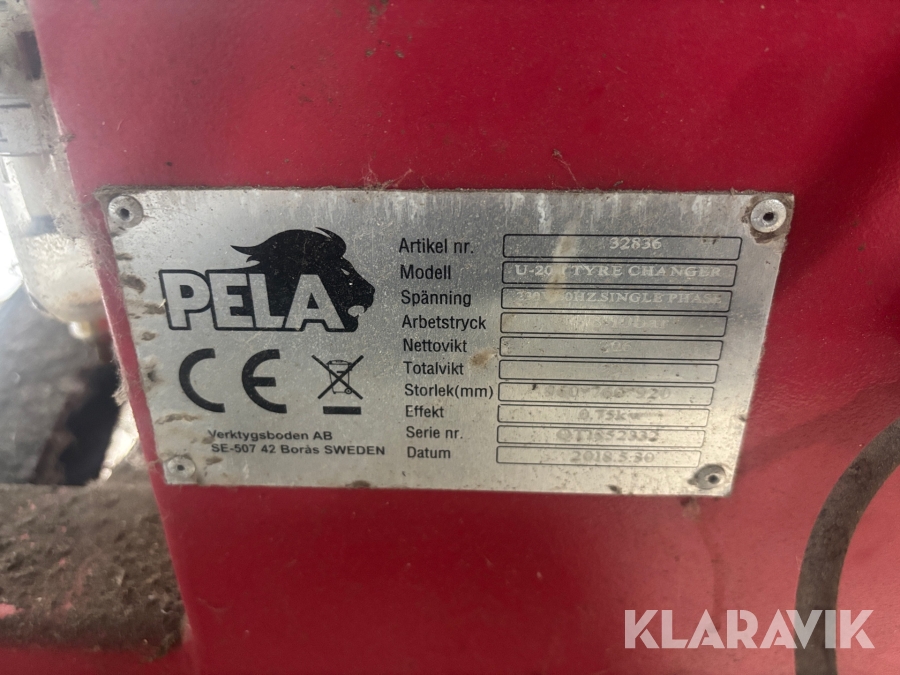 PELA
CE
Verktygsboden AB
SE-507 42 Borås SWEDEN
Artikel nr. 32836
Modell TYRE CHANGER
Spänning SINGLE PHASE
Arbetstryck
Nettovikt
Totalvikt
Storlek(mm)
Effekt 0.75kw
Serie nr.
Datum 2018.5.30
KLARAVIK